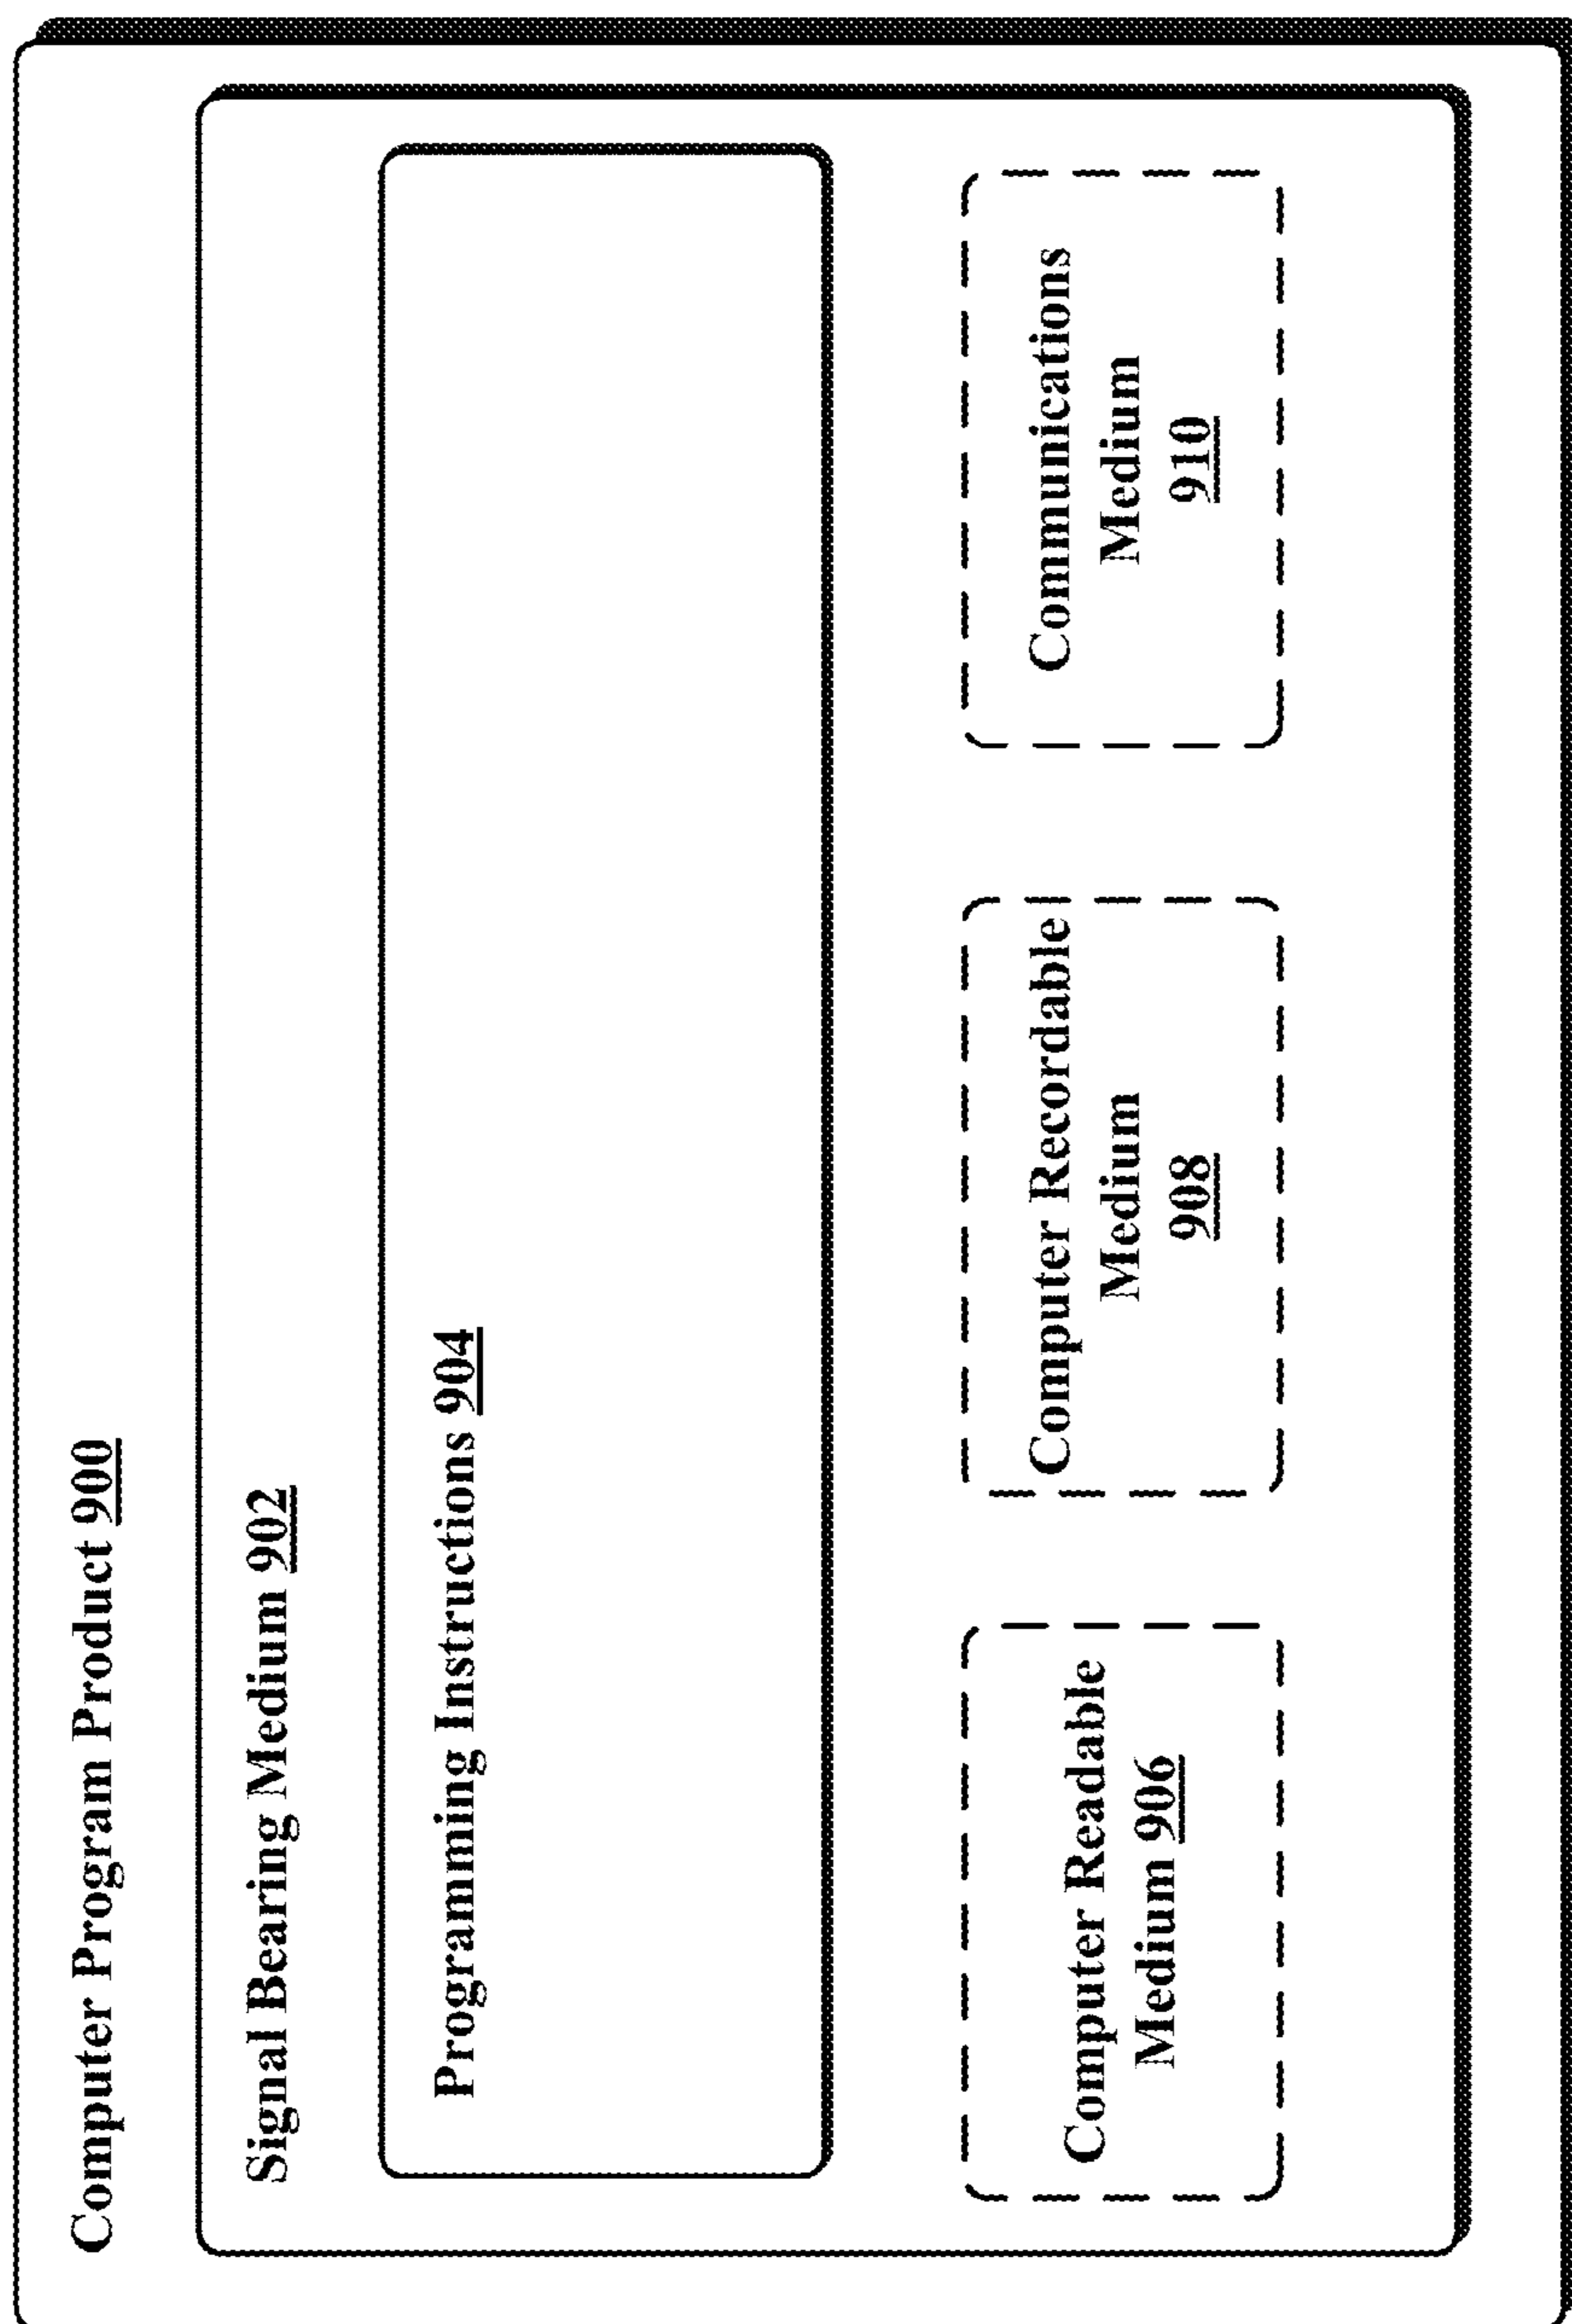 Computer Program Product 900
Signal Bearing Medium 902
Programming Instructions 904
Computer Readable
Medium 906
Computer Recordable
Medium
908
Communications
Medium
910